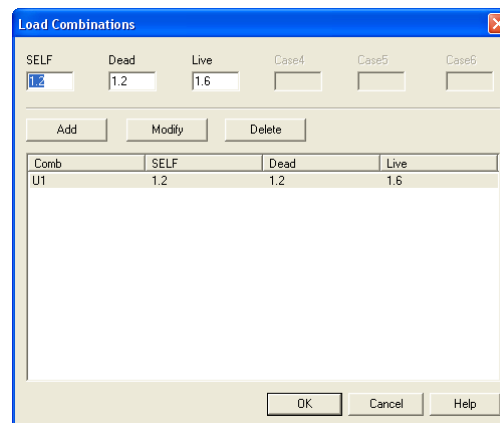 Load Combinations
SELF Dead Live Case4 Case5 Case6
1.2 1.2 1.6
Add Modify Delete
Comb SELF Dead Live
U1 1.2 1.2 1.6
OK Cancel Help